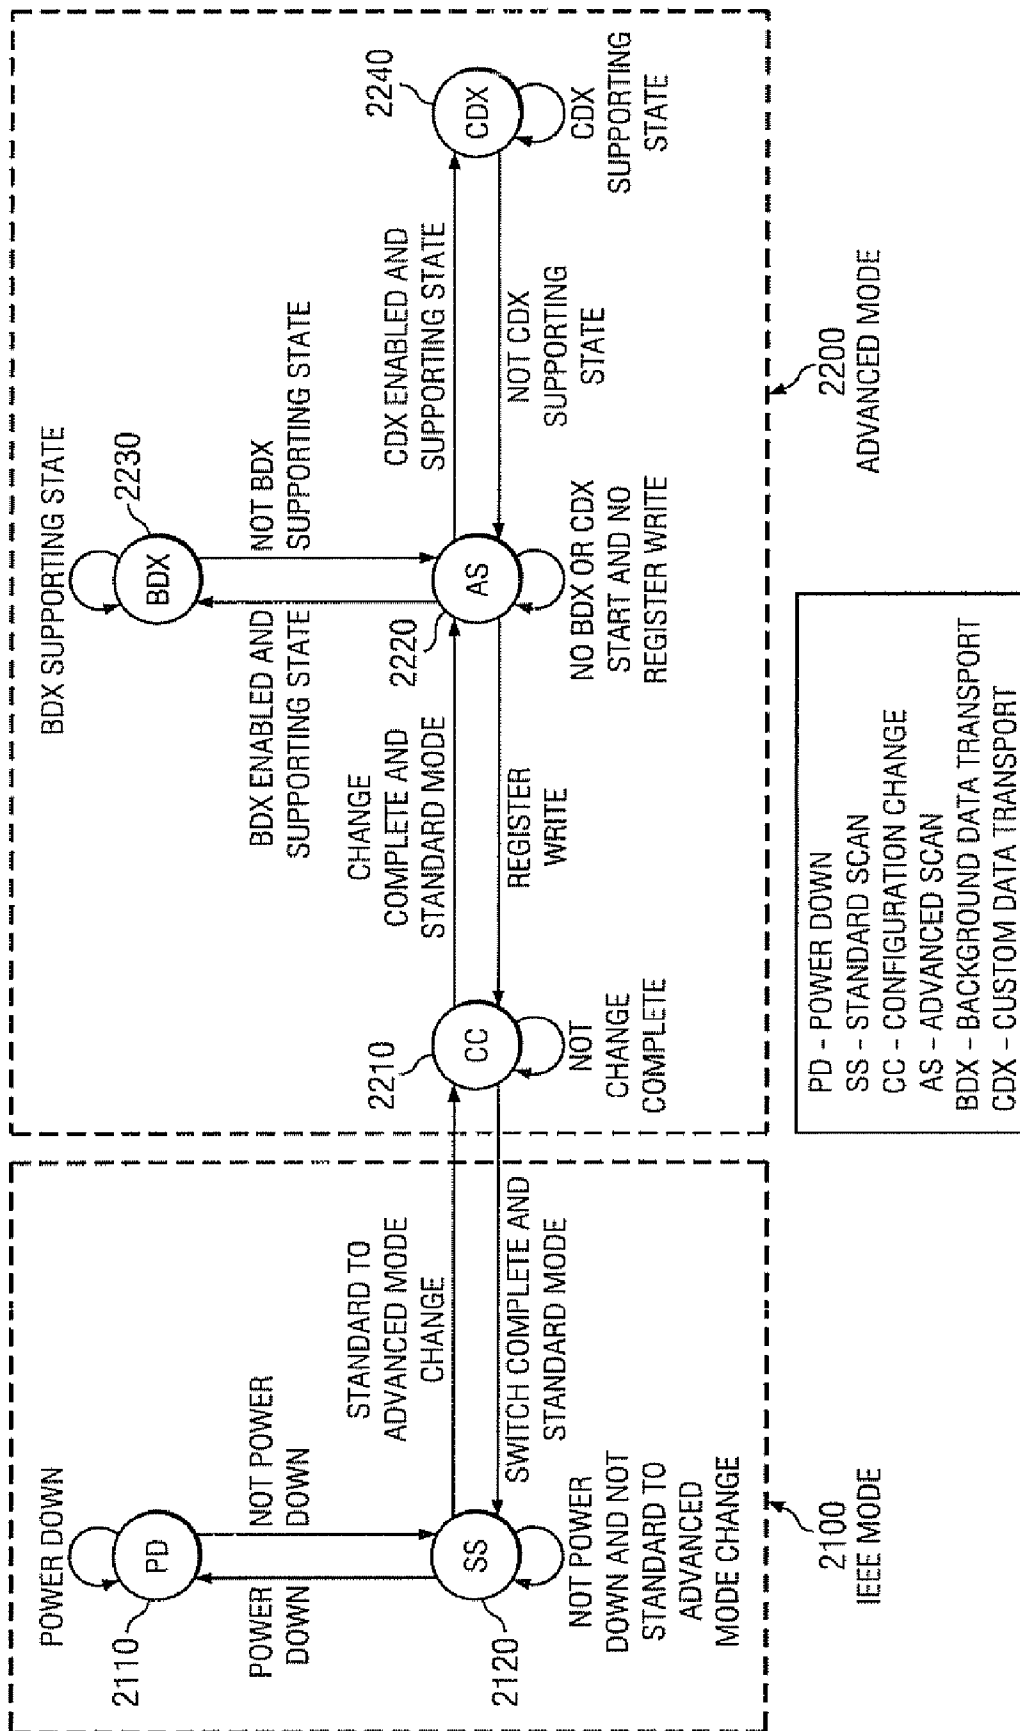 POWER DOWN
PD
2110
POWER
DOWN
NOT POWER
DOWN
2120
SS
NOT POWER
DOWN AND NOT
STANDARD TO
ADVANCED
MODE CHANGE
2100
IEEE MODE
STANDARD TO
ADVANCED MODE
CHANGE
SWITCH COMPLETE AND
STANDARD MODE
2210
CC
NOT
CHANGE
COMPLETE
CHANGE
COMPLETE AND
STANDARD MODE
REGISTER
WRITE
BDX SUPPORTING STATE
BDX
2230
BDX ENABLED AND
SUPPORTING STATE
NOT BDX
SUPPORTING STATE
2220
AS
NO BDX OR CDX
START AND NO
REGISTER WRITE
CDX ENABLED AND
SUPPORTING STATE
NOT CDX
SUPPORTING
STATE
2240
CDX
CDX
SUPPORTING
STATE
2200
ADVANCED MODE
PD - POWER DOWN
SS - STANDARD SCAN
CC - CONFIGURATION CHANGE
AS - ADVANCED SCAN
BDX - BACKGROUND DATA TRANSPORT
CDX - CUSTOM DATA TRANSPORT